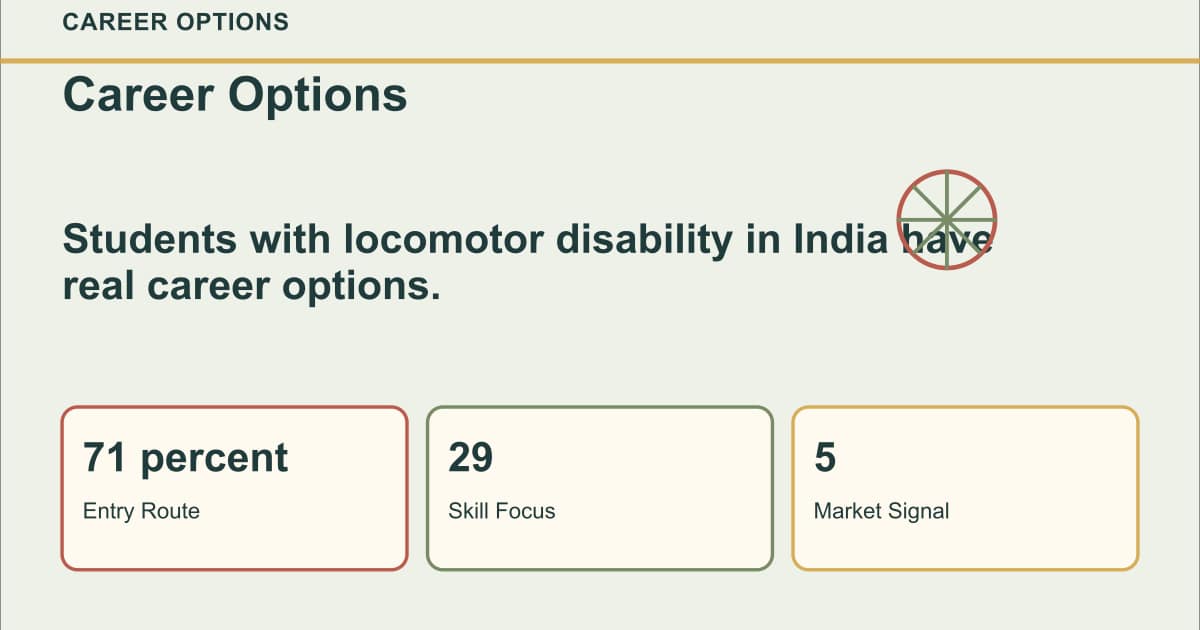 CAREER OPTIONS
Career Options
Students with locomotor disability in India have
real career options.
71 percent
Entry Route
29
Skill Focus
5
Market Signal